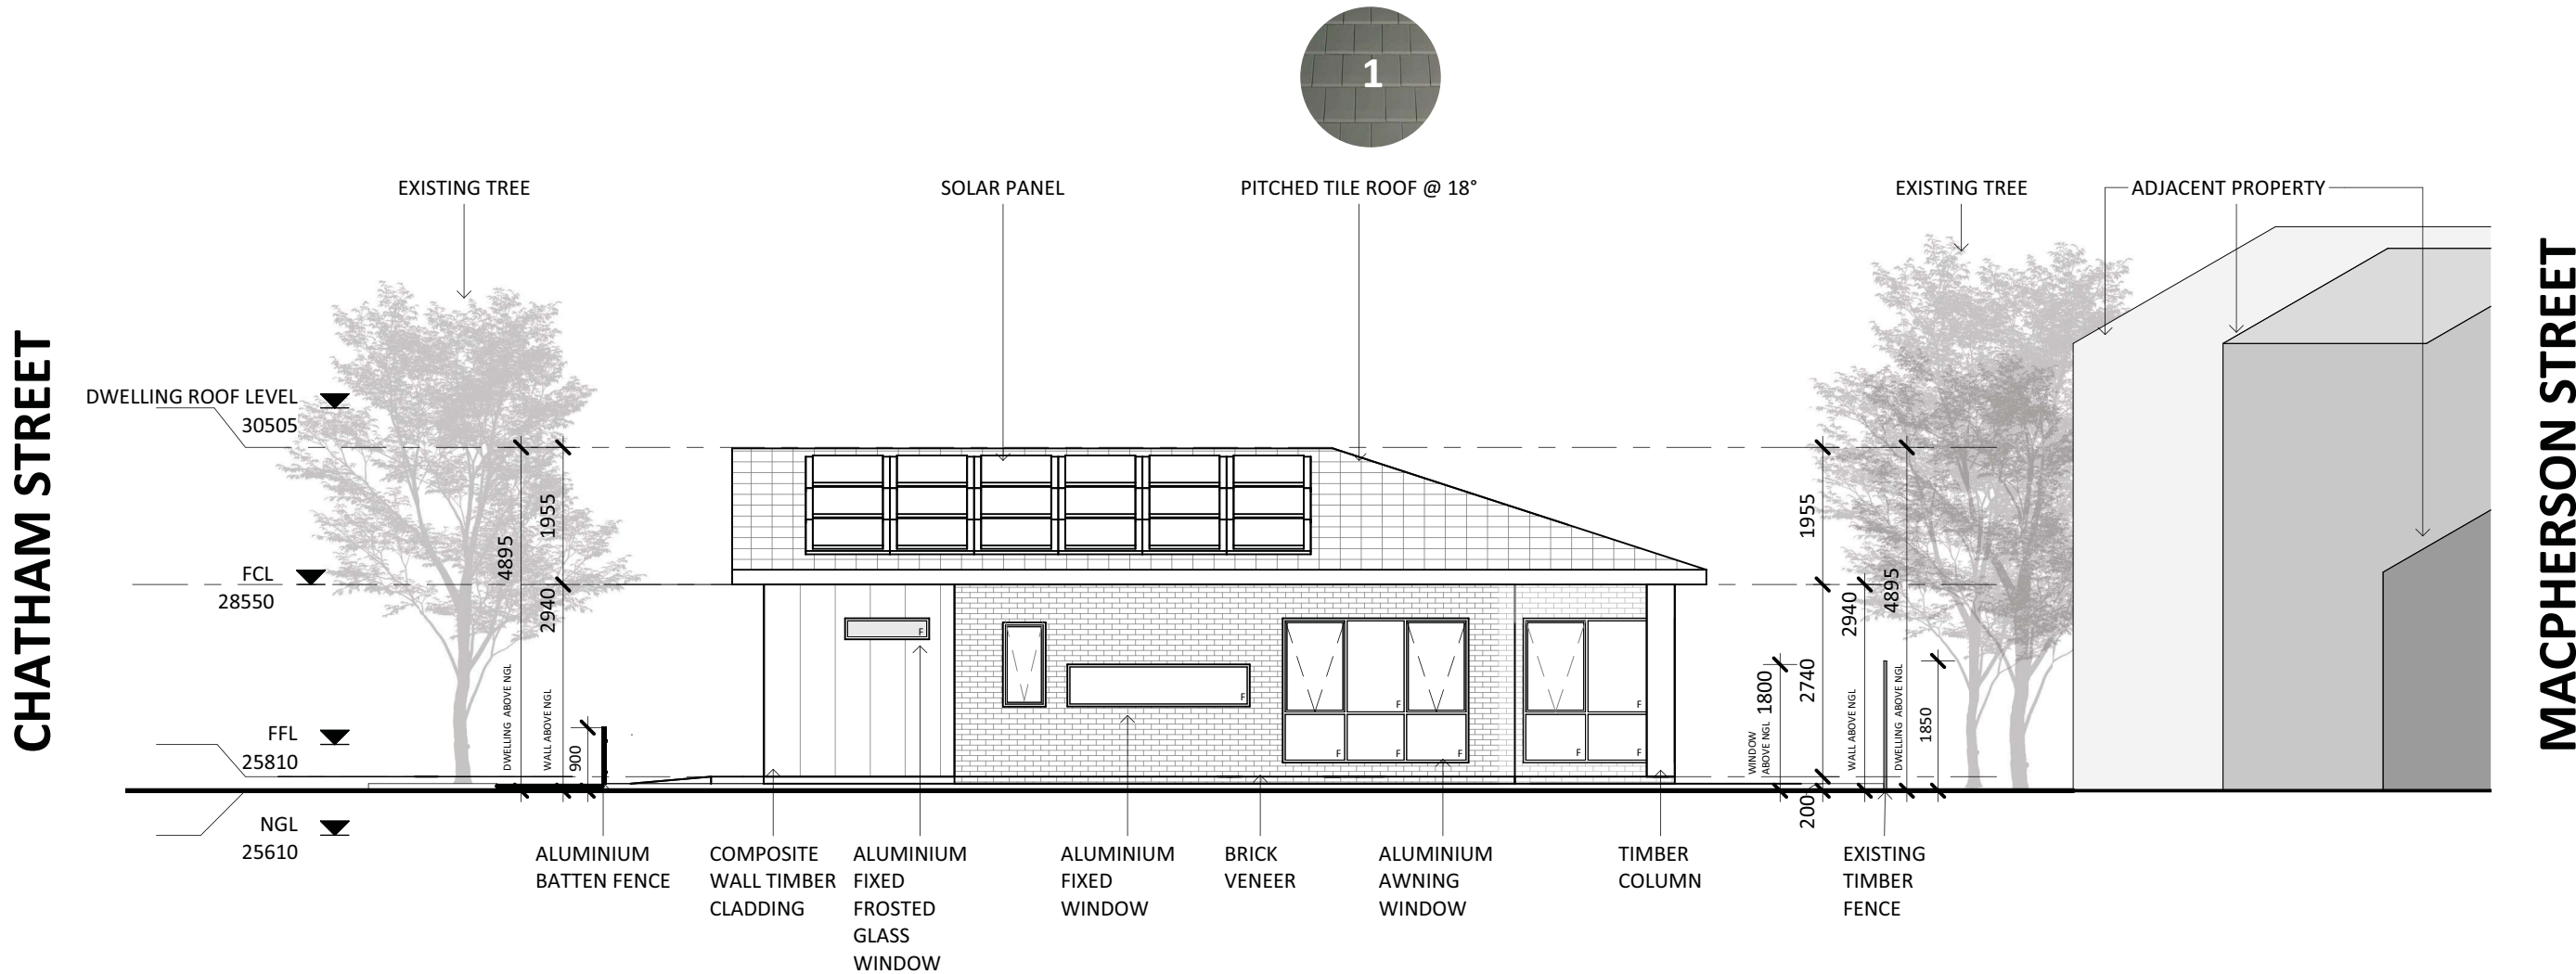 1
EXISTING TREE
SOLAR PANEL
PITCHED TILE ROOF @ 18°
EXISTING TREE
ADJACENT PROPERTY
CHATHAM STREET
MACPHERSON STREET
DWELLING ROOF LEVEL
30505
FCL
28550
FFL
25810
NGL
25610
4895
1955
2940
DWELLING ABOVE NGL
WALL ABOVE NGL
900
F
F
F
F
F
F
F
F
F
1955
2940
4895
1800
2740
WINDOW
ABOVE NGL
WALL ABOVE NGL
DWELLING ABOVE NGL
1850
200
ALUMINIUM
BATTEN FENCE
COMPOSITE
WALL TIMBER
CLADDING
ALUMINIUM
FIXED
FROSTED
GLASS
WINDOW
ALUMINIUM
FIXED
WINDOW
BRICK
VENEER
ALUMINIUM
AWNING
WINDOW
TIMBER
COLUMN
EXISTING
TIMBER
FENCE